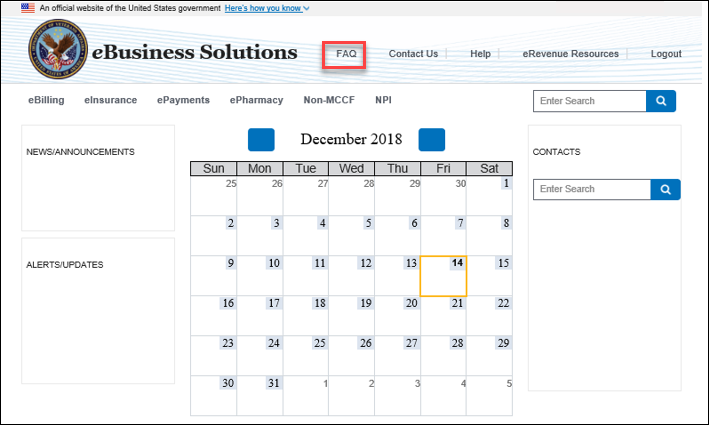 An official website of the United States government Here's how you know
eBusiness Solutions
FAQ Contact Us Help eRevenue Resources Logout
eBilling eInsurance ePayments ePharmacy Non-MCCF NPI Enter Search
NEWS/ANNOUNCEMENTS
ALERTS/UPDATES
December 2018
Sun Mon Tue Wed Thu Fri Sat
25 26 27 28 29 30 1
2 3 4 5 6 7 8
9 10 11 12 13 14 15
16 17 18 19 20 21 22
23 24 25 26 27 28 29
30 31 1 2 3 4 5
CONTACTS
Enter Search